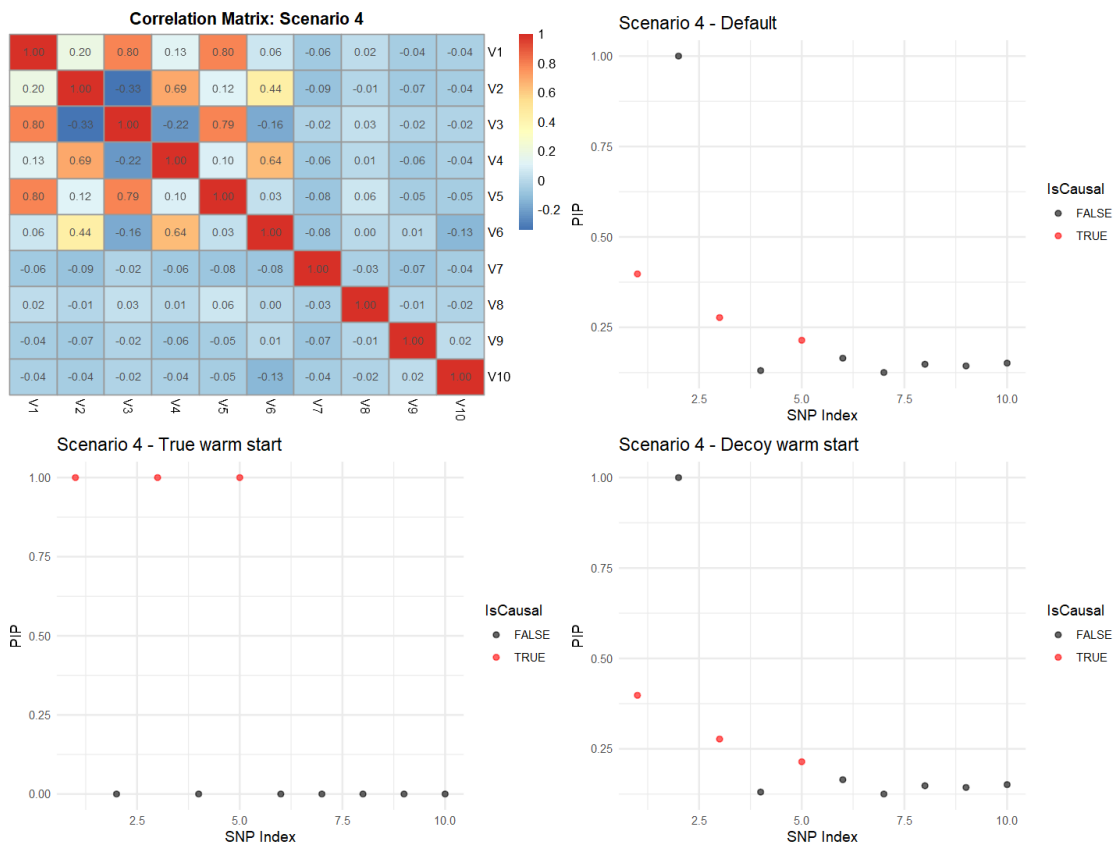 Correlation Matrix: Scenario 4
1.00 0.20 0.80 0.13 0.80 0.06 -0.06 0.02 -0.04 -0.04 V1
0.20 1.00 -0.33 0.69 0.12 0.44 -0.09 -0.01 -0.07 -0.04 V2
0.80 -0.33 1.00 -0.22 0.79 -0.16 -0.02 0.03 -0.02 -0.02 V3
0.13 0.69 -0.22 1.00 0.10 0.64 -0.06 0.01 -0.06 -0.04 V4
0.80 0.12 0.79 0.10 1.00 0.03 -0.08 0.06 -0.05 -0.05 V5
0.06 0.44 -0.16 0.64 0.03 1.00 -0.08 0.00 0.01 -0.13 V6
-0.06 -0.09 -0.02 -0.06 -0.08 -0.08 1.00 -0.03 -0.07 -0.04 V7
0.02 -0.01 0.03 0.01 0.06 0.00 -0.03 1.00 -0.01 -0.02 V8
-0.04 -0.07 -0.02 -0.06 -0.05 0.01 -0.07 -0.01 1.00 0.02 V9
-0.04 -0.04 -0.02 -0.04 -0.05 -0.13 -0.04 -0.02 0.02 1.00 V10
V1 V2 V3 V4 V5 V6 V7 V8 V9 V10
1
0.8
0.6
0.4
0.2
0
-0.2
Scenario 4 - Default
1.00
0.75
0.50
0.25
PIP
2.5 5.0 7.5 10.0
SNP Index
IsCausal
FALSE
TRUE
Scenario 4 - True warm start
1.00
0.75
0.50
0.25
0.00
PIP
2.5 5.0 7.5 10.0
SNP Index
IsCausal
FALSE
TRUE
Scenario 4 - Decoy warm start
1.00
0.75
0.50
0.25
PIP
2.5 5.0 7.5 10.0
SNP Index
IsCausal
FALSE
TRUE